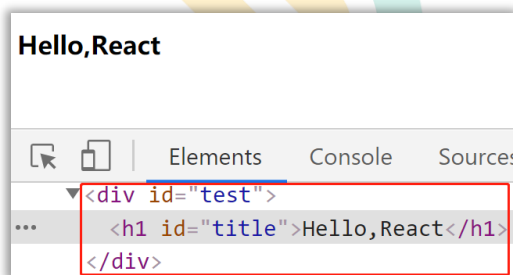 Hello,React
Elements Console Sources
<div id="test">
<h1 id="title">Hello,React</h1>
</div>